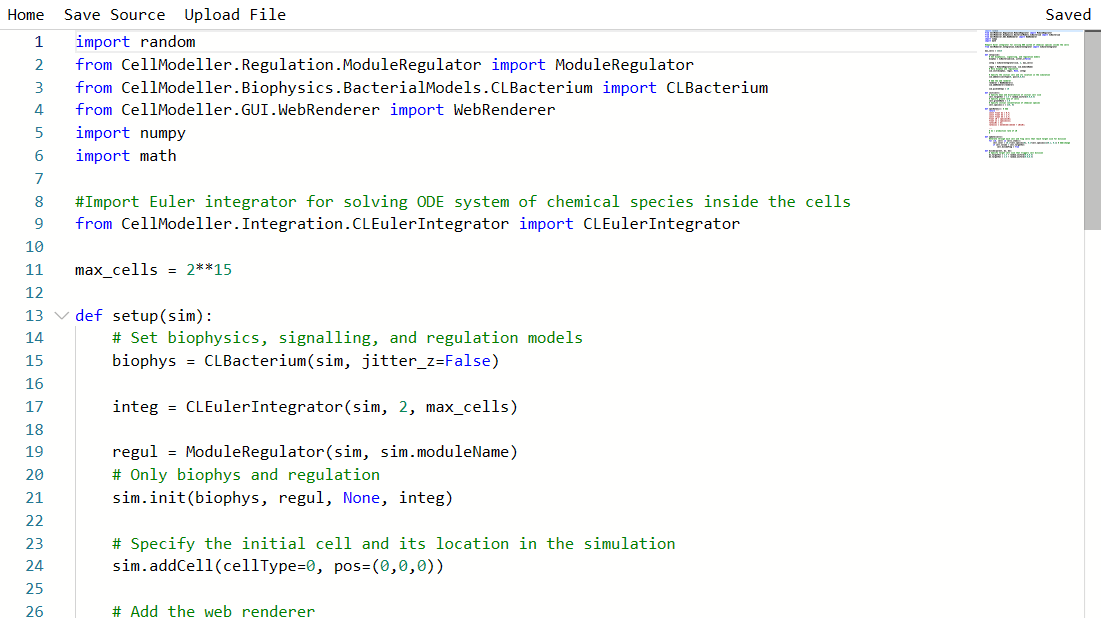 Home Save Source Upload File Saved
1 import random
2 from CellModeller.Regulation.ModuleRegulator import ModuleRegulator
3 from CellModeller.Biophysics.BacterialModels.CLBacterium import CLBacterium
4 from CellModeller.GUI.WebRenderer import WebRenderer
5 import numpy
6 import math
7
8 #Import Euler integrator for solving ODE system of chemical species inside the cells
9 from CellModeller.Integration.CLEulerIntegrator import CLEulerIntegrator
10
11 max_cells = 2**15
12
13 def setup(sim):
14 # Set biophysics, signalling, and regulation models
15 biophys = CLBacterium(sim, jitter_z=False)
16
17 integ = CLEulerIntegrator(sim, 2, max_cells)
18
19 regul = ModuleRegulator(sim, sim.moduleName)
20 # Only biophys and regulation
21 sim.init(biophys, regul, None, integ)
22
23 # Specify the initial cell and its location in the simulation
24 sim.addCell(cellType=0, pos=(0,0,0))
25
26 # Add the web renderer